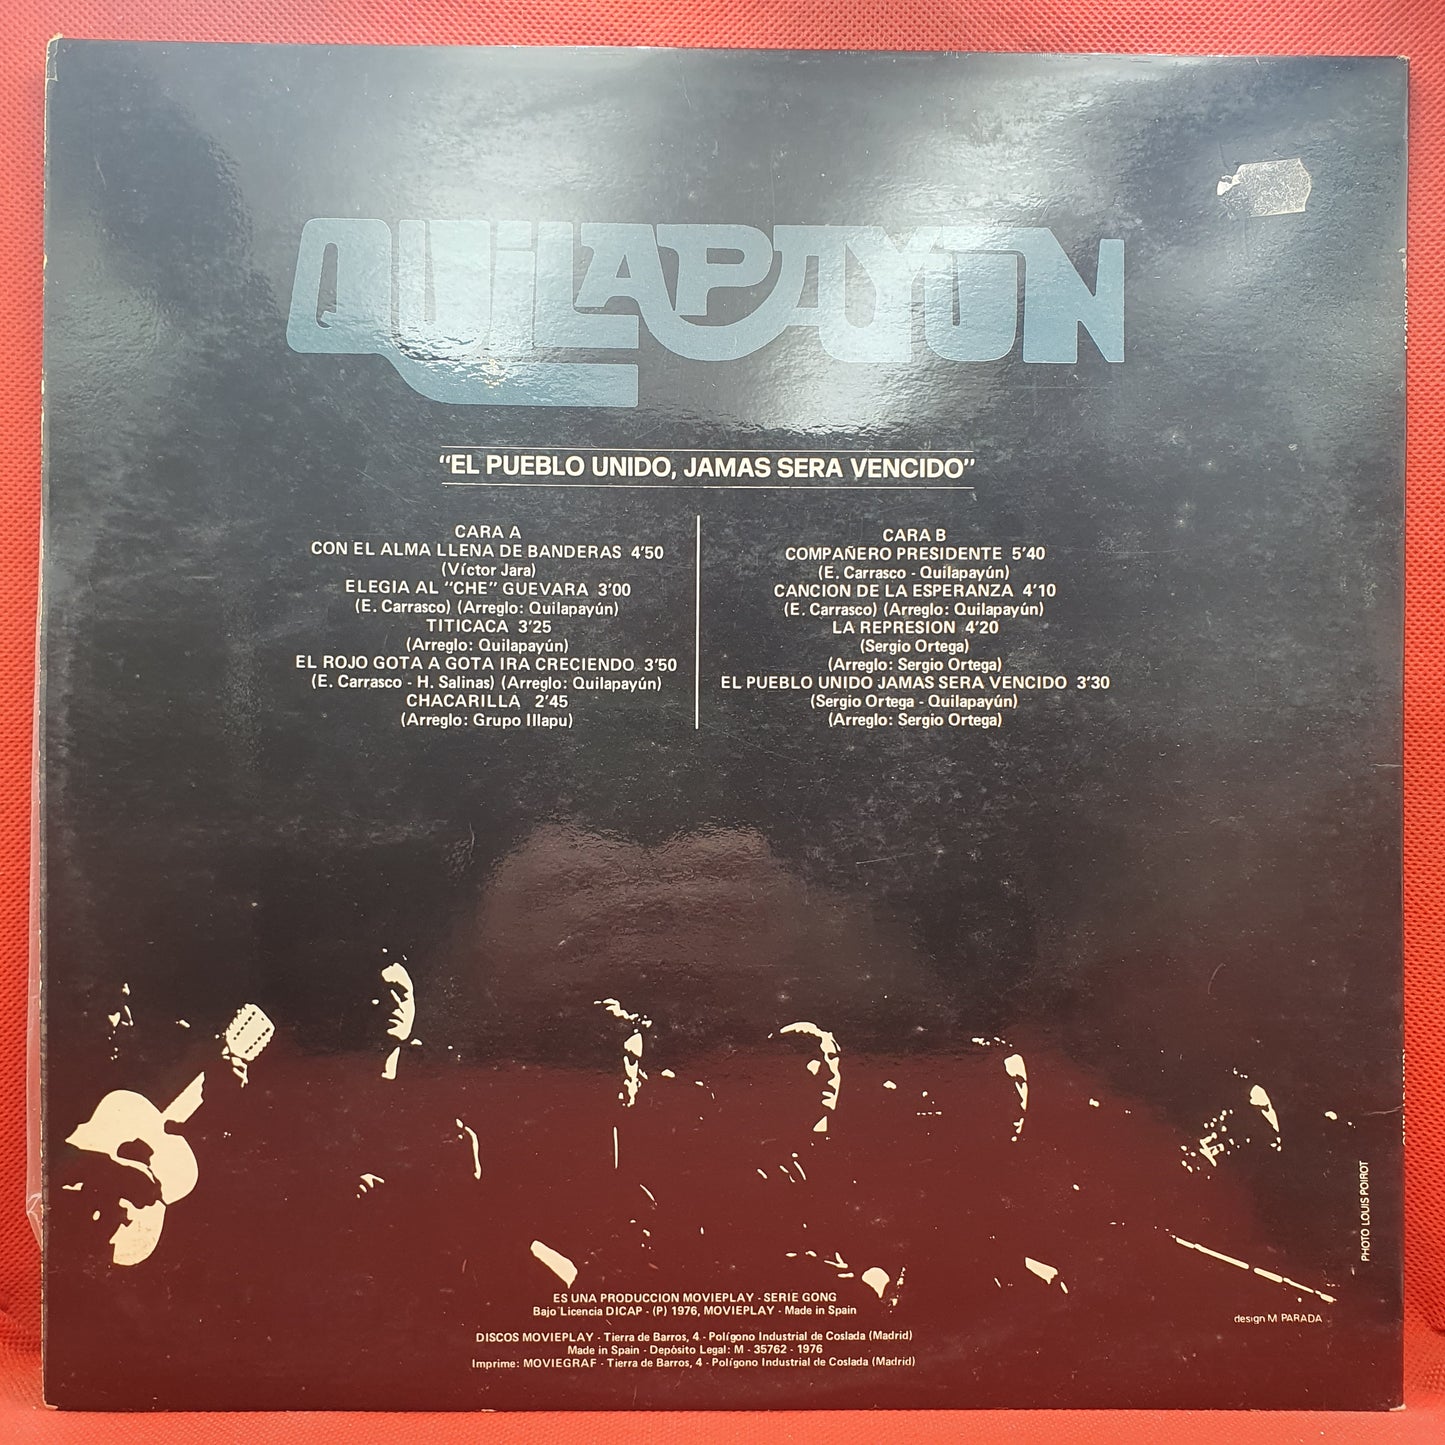 QUILAPAYUN
"EL PUEBLO UNIDO, JAMAS SERA VENCIDO"
CARA A
CON EL ALMA LLENA DE BANDERAS 4'50
(Víctor Jara)
ELEGIA AL "CHE" GUEVARA 3'00
(E. Carrasco) (Arreglo: Quilapayún)
TITICACA 3'25
(Arreglo: Quilapayún)
EL ROJO GOTA A GOTA IRA CRECIENDO 3'50
(E. Carrasco - H. Salinas) (Arreglo: Quilapayún)
CHACARILLA 2'45
(Arreglo: Grupo Illapu)
CARA B
COMPAÑERO PRESIDENTE 5'40
(E. Carrasco - Quilapayún)
CANCION DE LA ESPERANZA 4'10
(E. Carrasco) (Arreglo: Quilapayún)
LA REPRESION 4'20
(Sergio Ortega)
(Arreglo: Sergio Ortega)
EL PUEBLO UNIDO JAMAS SERA VENCIDO 3'30
(Sergio Ortega - Quilapayún)
(Arreglo: Sergio Ortega)
PHOTO LOUIS POIROT
ES UNA PRODUCCION MOVIEPLAY - SERIE GONG
Bajo Licencia DICAP - (P) 1976, MOVIEPLAY - Made in Spain
design M PARADA
DISCOS MOVIEPLAY - Tierra de Barros, 4 - Polígono Industrial de Coslada (Madrid)
Made in Spain - Depósito Legal: M - 35762 - 1976
Imprime: MOVIEGRAF - Tierra de Barros, 4 - Polígono Industrial de Coslada (Madrid)